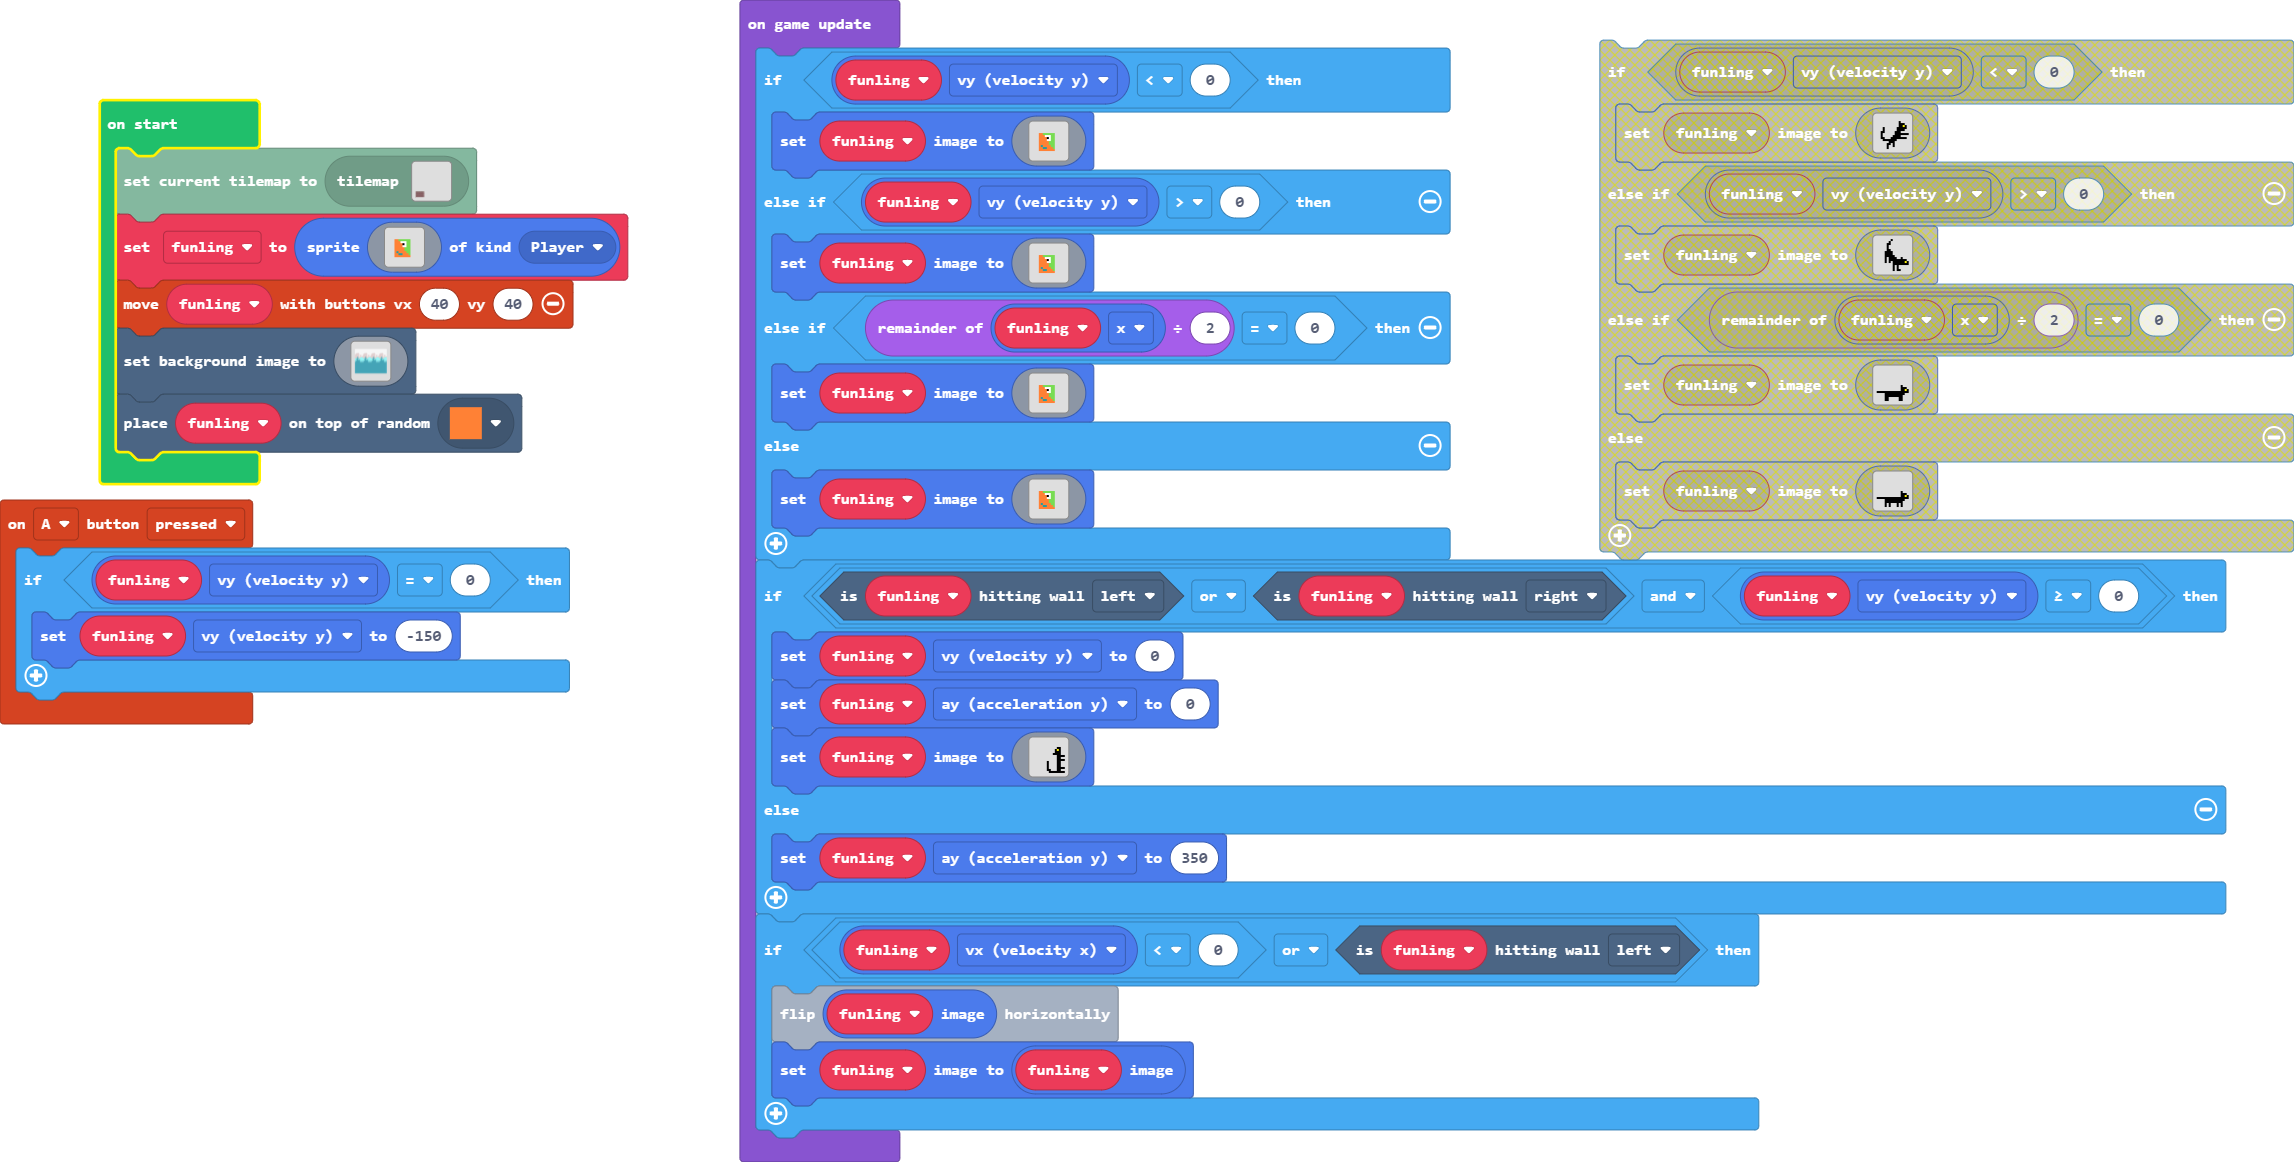 on start
set current tilemap to tilemap
set funling to sprite of kind Player
move funling with buttons vx 40 vy 40
set background image to
place funling on top of random
on A button pressed
if funling vy (velocity y) = 0 then
set funling vy (velocity y) to -150
on game update
if funling vy (velocity y) < 0 then
set funling image to
else if funling vy (velocity y) > 0 then
set funling image to
else if remainder of funling x ÷ 2 = 0 then
set funling image to
else
set funling image to
if is funling hitting wall left or is funling hitting wall right and funling vy (velocity y) ≥ 0 then
set funling vy (velocity y) to 0
set funling ay (acceleration y) to 0
set funling image to
else
set funling ay (acceleration y) to 350
if funling vx (velocity x) < 0 or is funling hitting wall left then
flip funling image horizontally
set funling image to funling image
if funling vy (velocity y) < 0 then
set funling image to
else if funling vy (velocity y) > 0 then
set funling image to
else if remainder of funling x ÷ 2 = 0 then
set funling image to
else
set funling image to